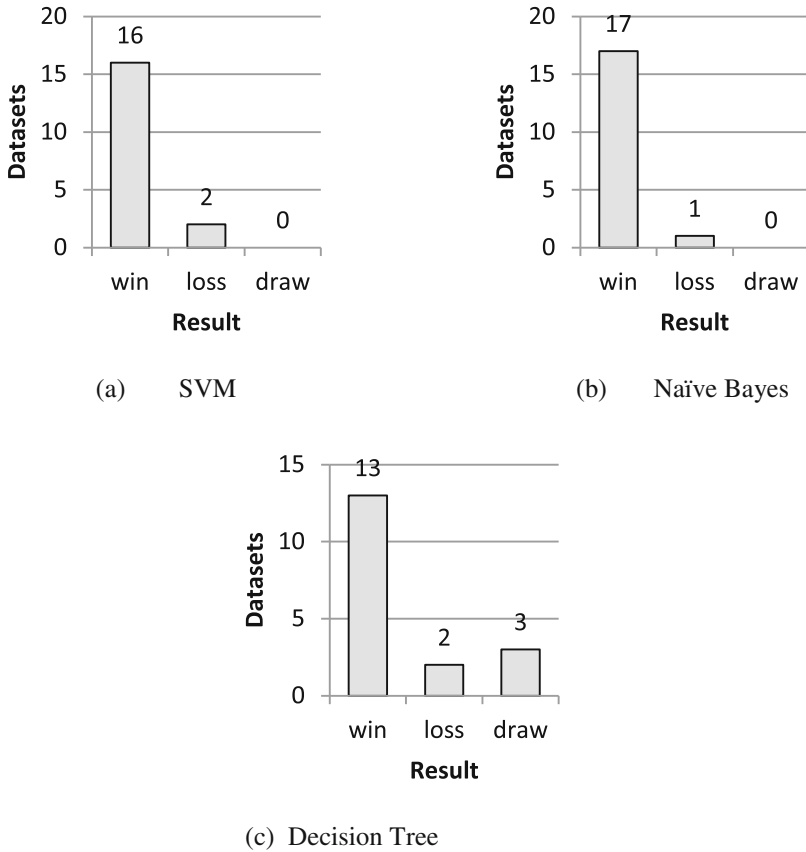 20
15
10
5
0
Datasets
16
2
0
win loss draw
Result
(a) SVM
20
15
10
5
0
Datasets
17
1
0
win loss draw
Result
(b) Naïve Bayes
15
10
5
0
Datasets
13
2
3
win loss draw
Result
(c) Decision Tree